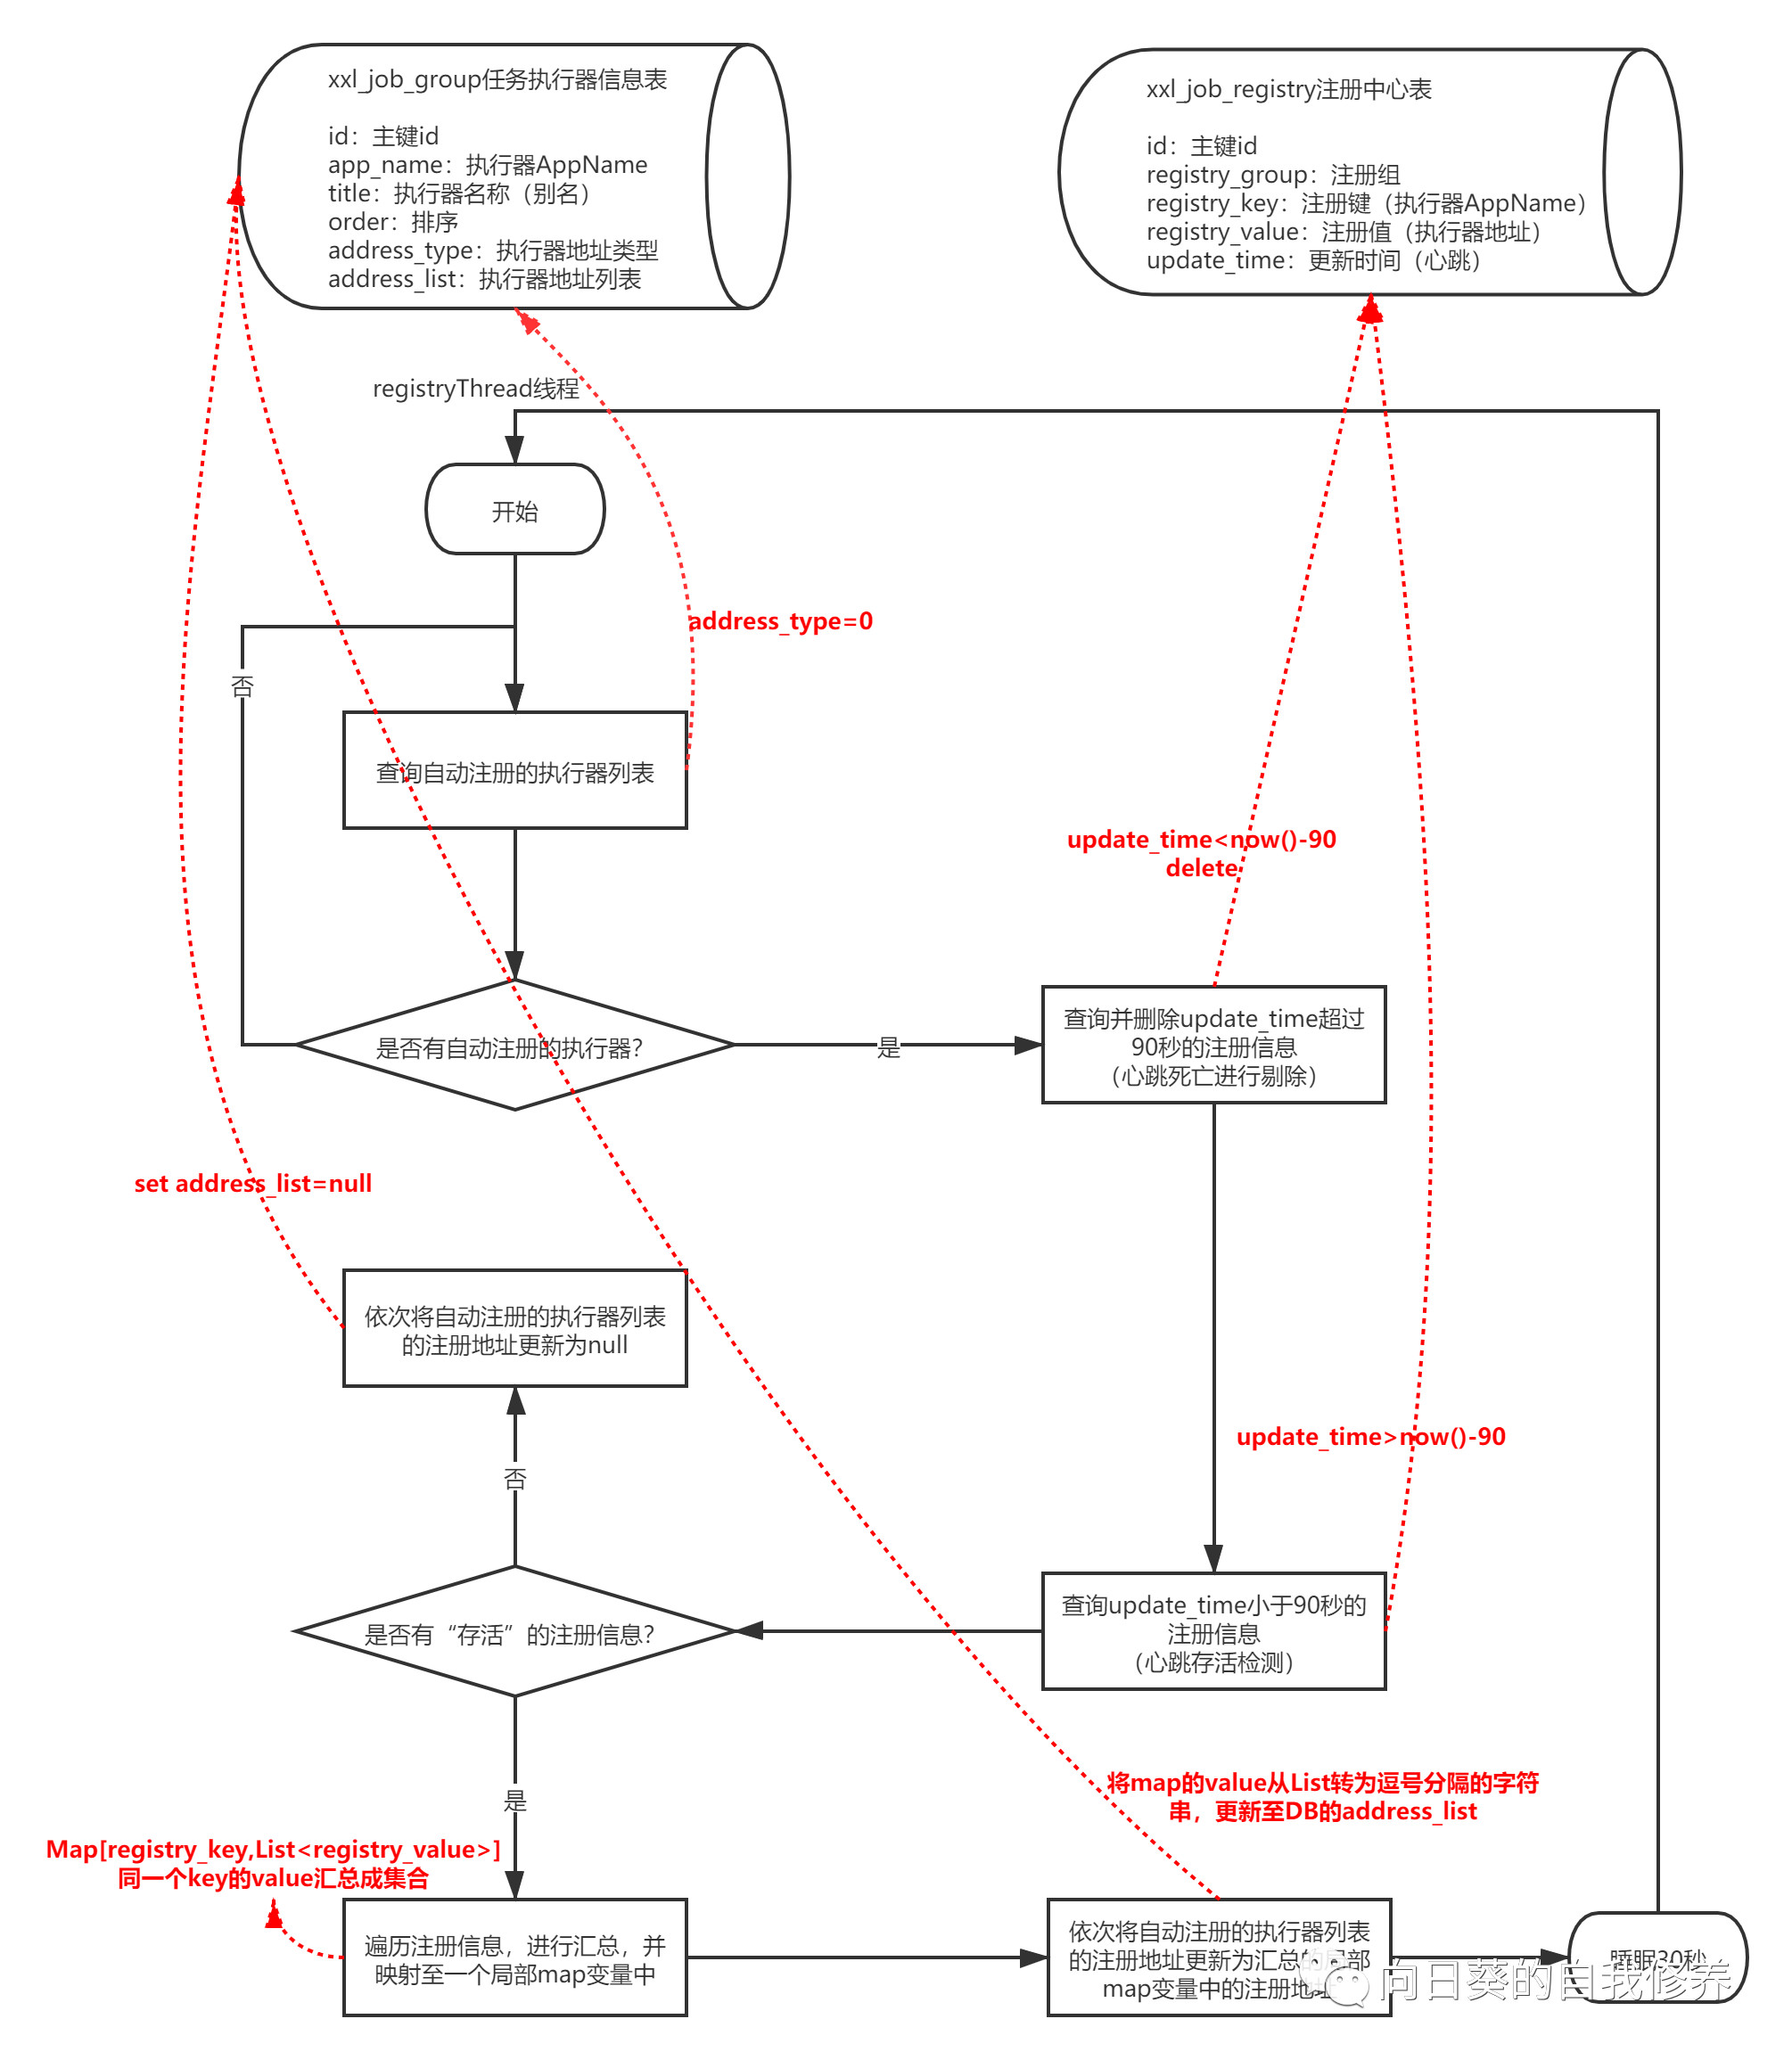 xxl_job_group任务执行器信息表
id：主键id
app_name：执行器AppName
title：执行器名称（别名）
order：排序
address_type：执行器地址类型
address_list：执行器地址列表
xxl_job_registry注册中心表
id：主键id
registry_group：注册组
registry_key：注册键（执行器AppName）
registry_value：注册值（执行器地址）
update_time：更新时间（心跳）
registryThread线程
开始
address_type=0
否
查询自动注册的执行器列表
update_time<now()-90
delete
是否有自动注册的执行器？
是
查询并删除update_time超过
90秒的注册信息
（心跳死亡进行剔除）
set address_list=null
依次将自动注册的执行器列表
的注册地址更新为null
update_time>now()-90
否
是否有“存活”的注册信息？
查询update_time小于90秒的
注册信息
（心跳存活检测）
是
将map的value从List转为逗号分隔的字符
串，更新至DB的address_list
Map[registry_key,List<registry_value>]
同一个key的value汇总成集合
遍历注册信息，进行汇总，并
映射至一个局部map变量中
依次将自动注册的执行器列表
的注册地址更新为汇总的局部
map变量中的注册地址
睡眠30秒
向日葵的自我修养